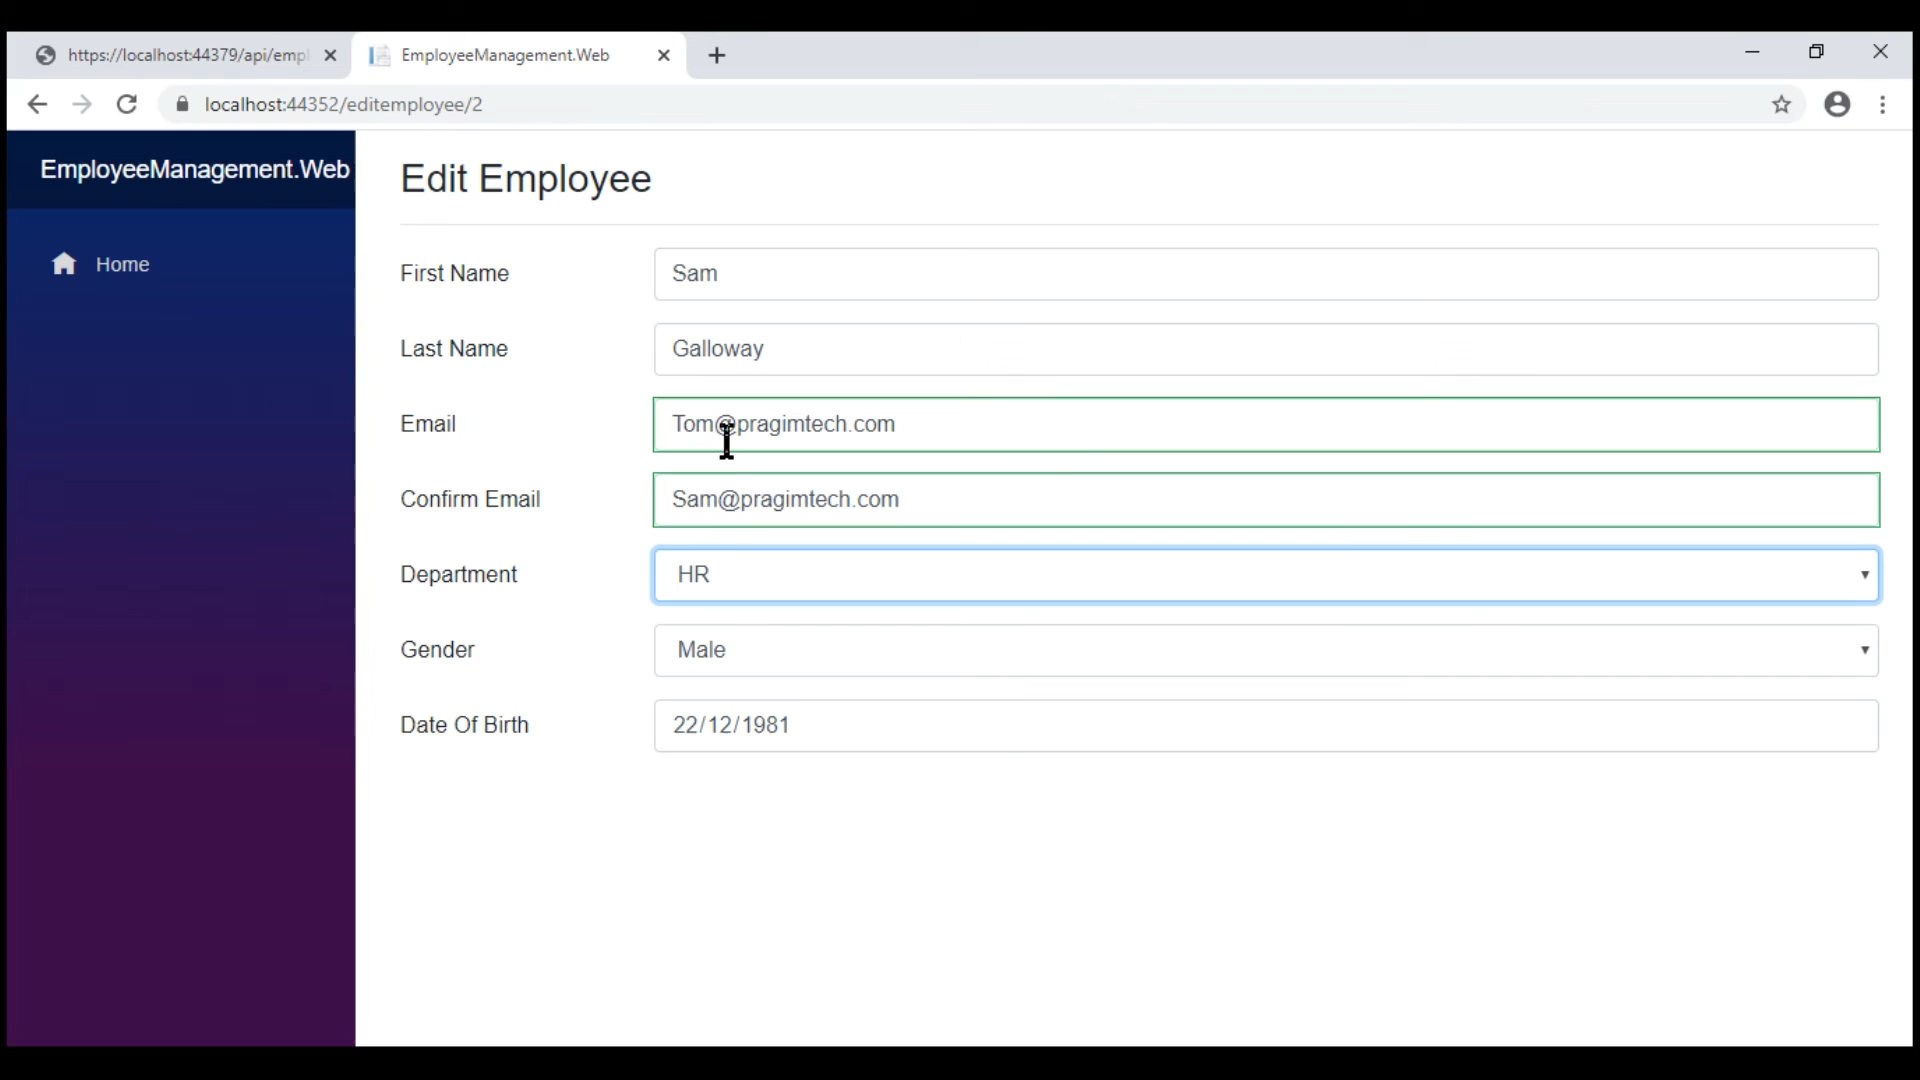 https://localhost:44379/api/empl
EmployeeManagement.Web
localhost:44352/editemployee/2
EmployeeManagement.Web
Home
Edit Employee
First Name Sam
Last Name Galloway
Email Tom@pragimtech.com
Confirm Email Sam@pragimtech.com
Department HR
Gender Male
Date Of Birth 22/12/1981